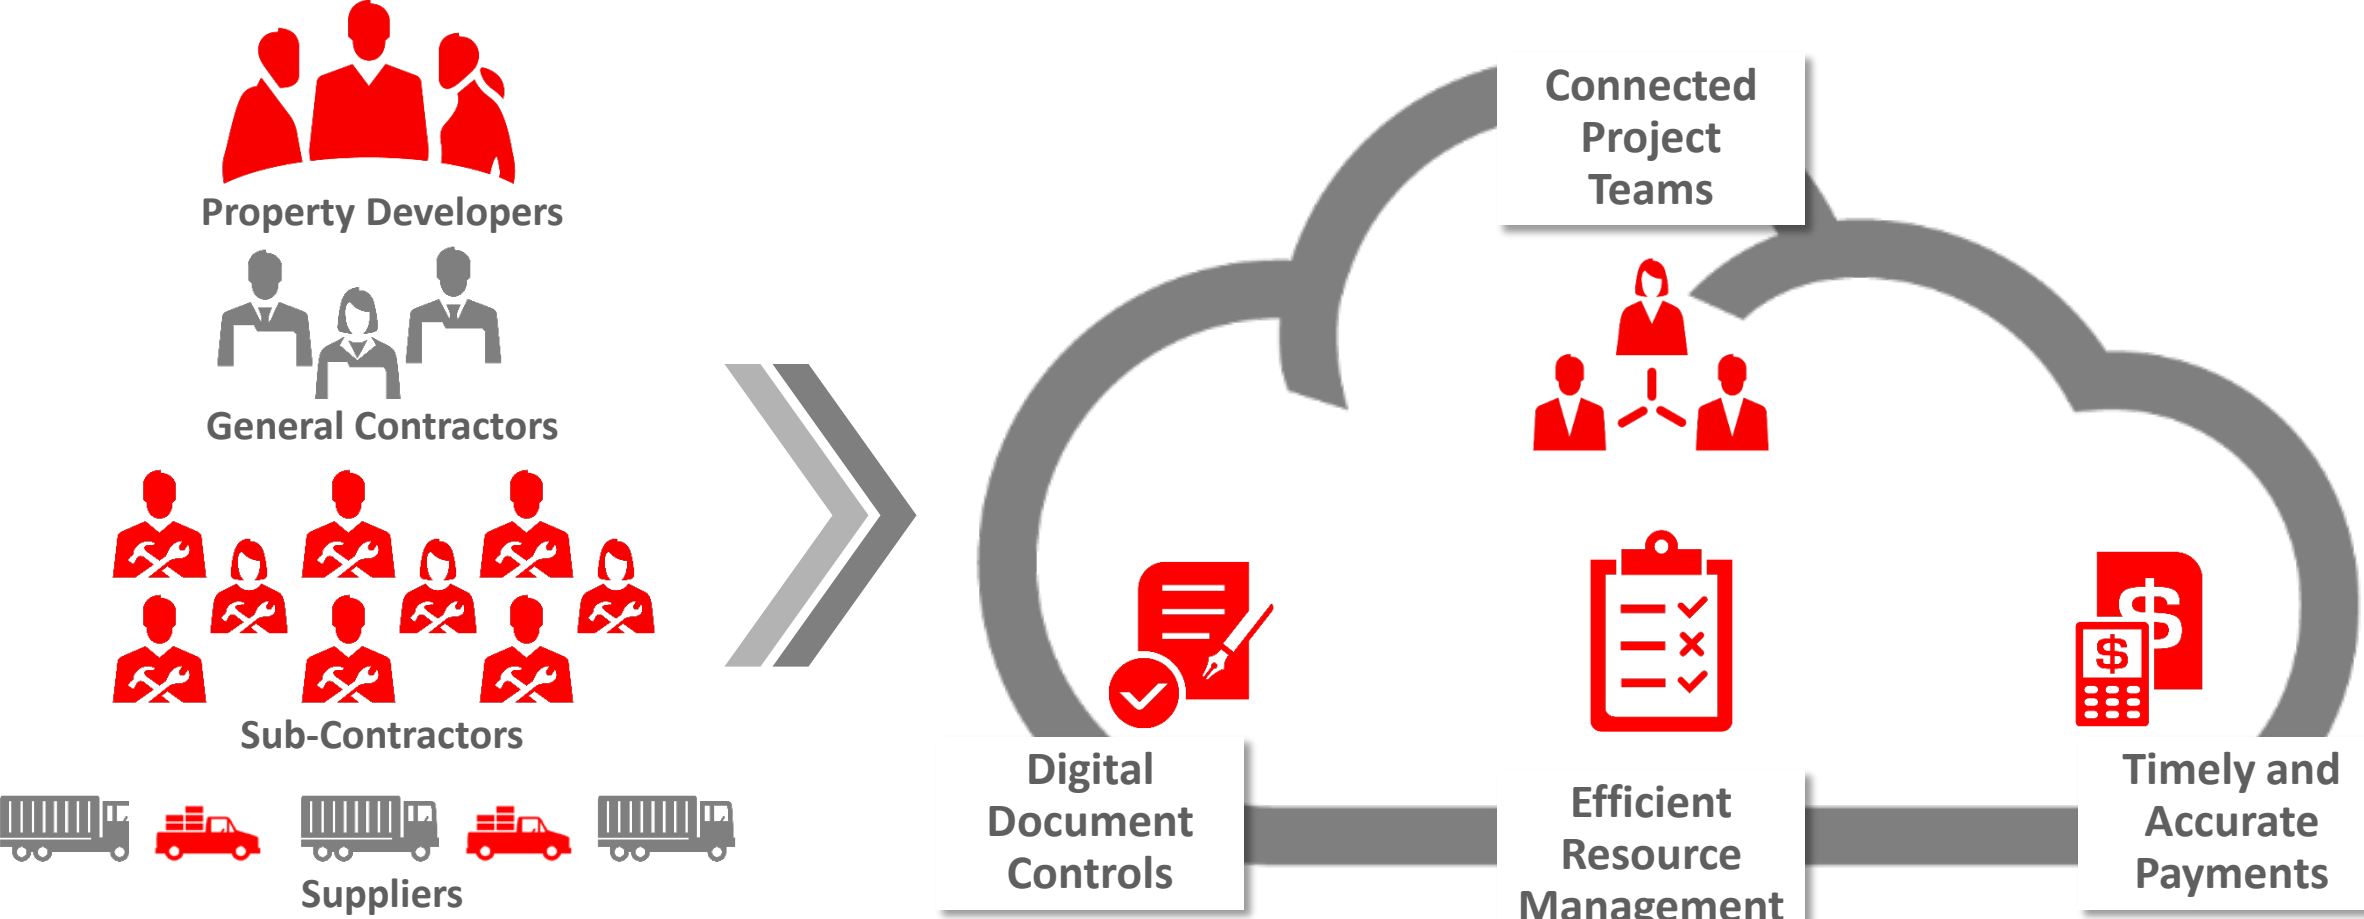 Property Developers
General Contractors
Sub-Contractors
Suppliers
Connected
Project
Teams
$
$
Digital
Document
Controls
Efficient
Resource
Management
Timely and
Accurate
Payments